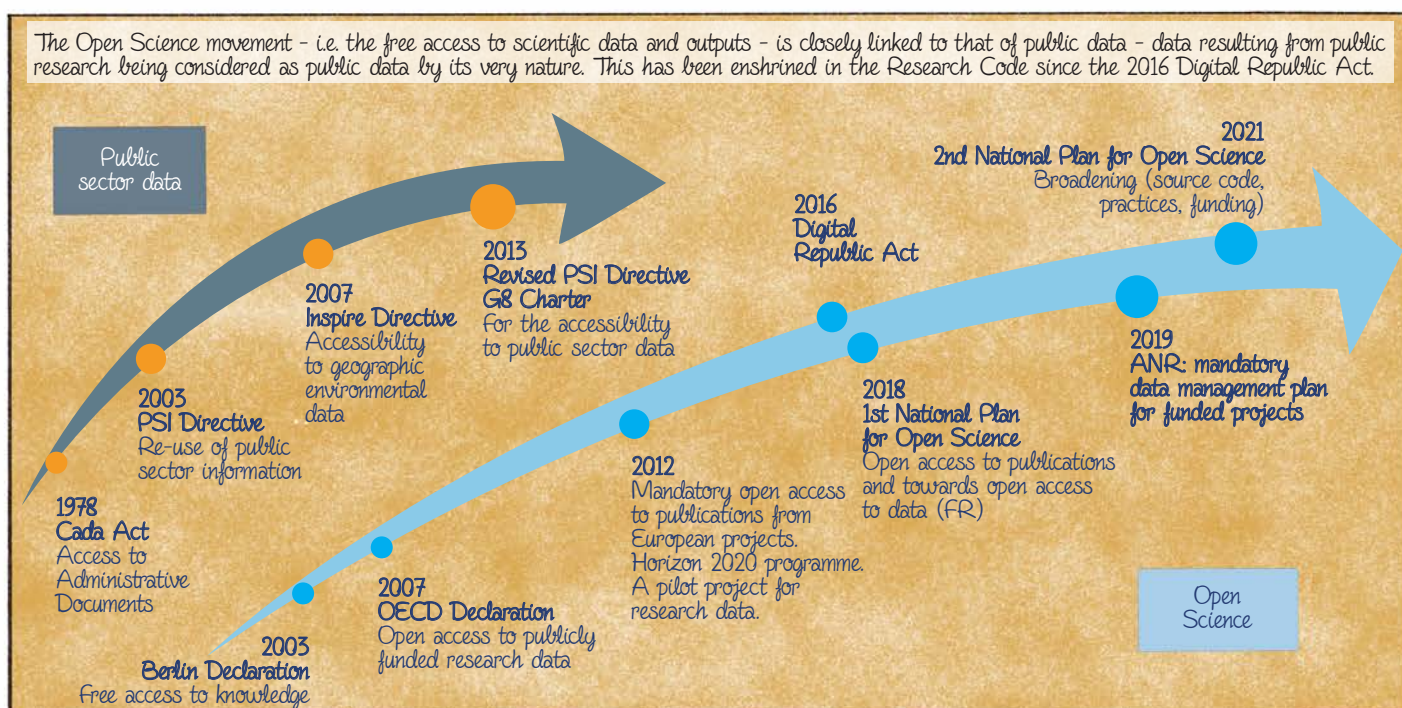 The Open Science movement - i.e. the free access to scientific data and outputs - is closely linked to that of public data - data resulting from public
research being considered as public data by its very nature. This has been enshrined in the Research Code since the 2016 Digital Republic Act.
Public
sector data
1978
Cada Act
Access to
Administrative
Documents
2003
PSI Directive
Re-use of public
sector information
2007
Inspire Directive
Accessibility
to geographic
environmental
data
2013
Revised PSI Directive
G8 Charter
For the accessibility
to public sector data
2003
Berlin Declaration
Free access to knowledge
2007
OECD Declaration
Open access to publicly
funded research data
2012
Mandatory open access
to publications from
European projects.
Horizon 2020 programme.
A pilot project for
research data.
2016
Digital
Republic Act
2018
1st National Plan
for Open Science
Open access to publications
and towards open access
to data (FR)
2019
ANR: mandatory
data management plan
for funded projects
2021
2nd National Plan for Open Science
Broadening (source code,
practices, funding)
Open
Science